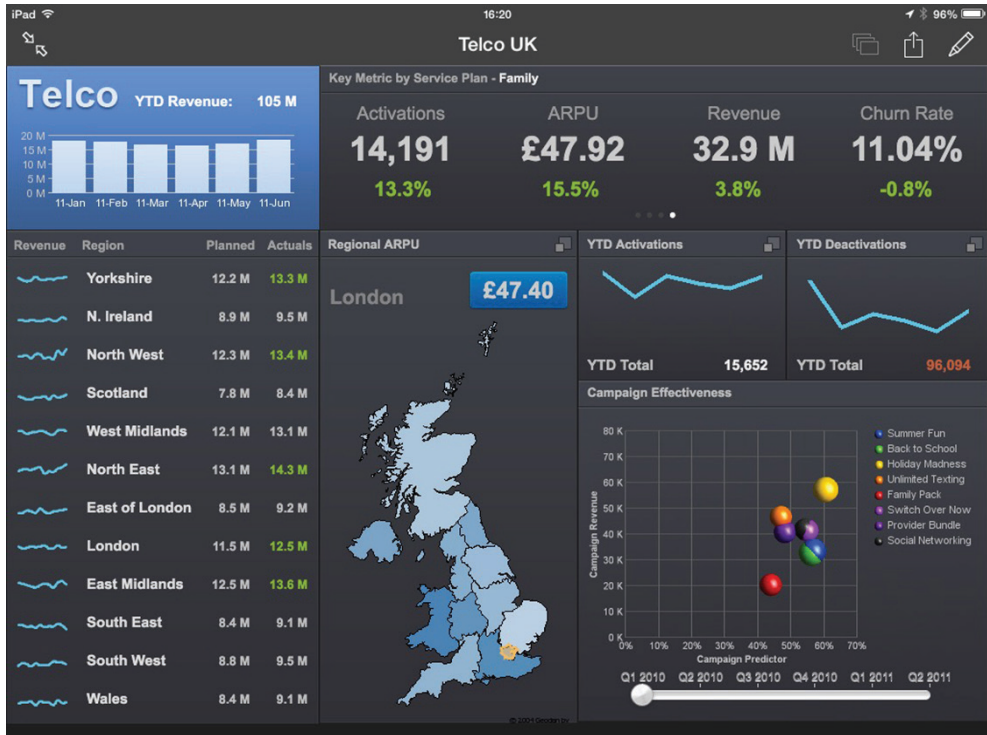 iPad 16:20 96%
Telco UK
Telco YTD Revenue: 105 M
20 M
15 M
10 M
5 M
0 M
11-Jan 11-Feb 11-Mar 11-Apr 11-May 11-Jun
Key Metric by Service Plan - Family
Activations ARPU Revenue Churn Rate
14,191 £47.92 32.9 M 11.04%
13.3% 15.5% 3.8% -0.8%
Revenue Region Planned Actuals
Yorkshire 12.2 M 13.3 M
N. Ireland 8.9 M 9.5 M
North West 12.3 M 13.4 M
Scotland 7.8 M 8.4 M
West Midlands 12.1 M 13.1 M
North East 13.1 M 14.3 M
East of London 8.5 M 9.2 M
London 11.5 M 12.5 M
East Midlands 12.5 M 13.6 M
South East 8.4 M 9.1 M
South West 8.8 M 9.5 M
Wales 8.4 M 9.1 M
Regional ARPU
London £47.40
© 2004 Geodan bv
YTD Activations
YTD Total 15,652
YTD Deactivations
YTD Total 96,094
Campaign Effectiveness
Campaign Revenue
80 K
70 K
60 K
50 K
40 K
30 K
20 K
10 K
0 K
0% 10% 20% 30% 40% 50% 60% 70%
Campaign Predictor
Summer Fun
Back to School
Holiday Madness
Unlimited Texting
Family Pack
Switch Over Now
Provider Bundle
Social Networking
Q1 2010 Q2 2010 Q3 2010 Q4 2010 Q1 2011 Q2 2011